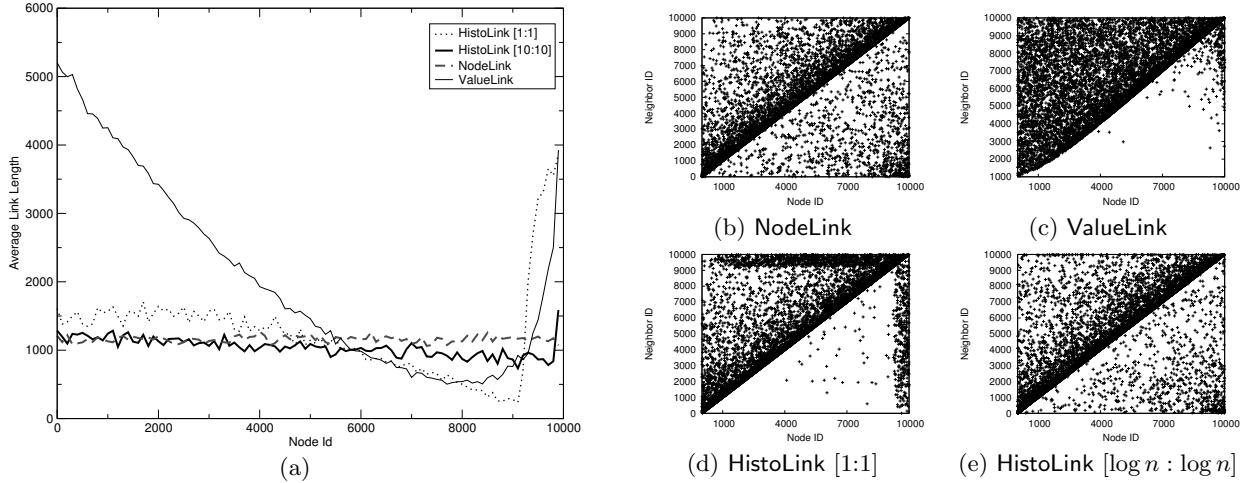 6000
5000
4000
3000
2000
1000
0
Average Link Length
0 2000 4000 6000 8000 10000
Node Id
HistoLink [1:1]
HistoLink [10:10]
NodeLink
ValueLink
(a)
10000
9000
8000
7000
6000
5000
4000
3000
2000
1000
0
Neighbor ID
1000 4000 7000 10000
Node ID
(b) NodeLink
10000
9000
8000
7000
6000
5000
4000
3000
2000
1000
Neighbor ID
1000 4000 7000 10000
Node ID
(c) ValueLink
10000
9000
8000
7000
6000
5000
4000
3000
2000
1000
0
Neighbor ID
1000 4000 7000 10000
Node ID
(d) HistoLink [1:1]
10000
9000
8000
7000
6000
5000
4000
3000
2000
1000
0
Neighbor ID
1000 4000 7000 10000
Node ID
(e) HistoLink [log n : log n]